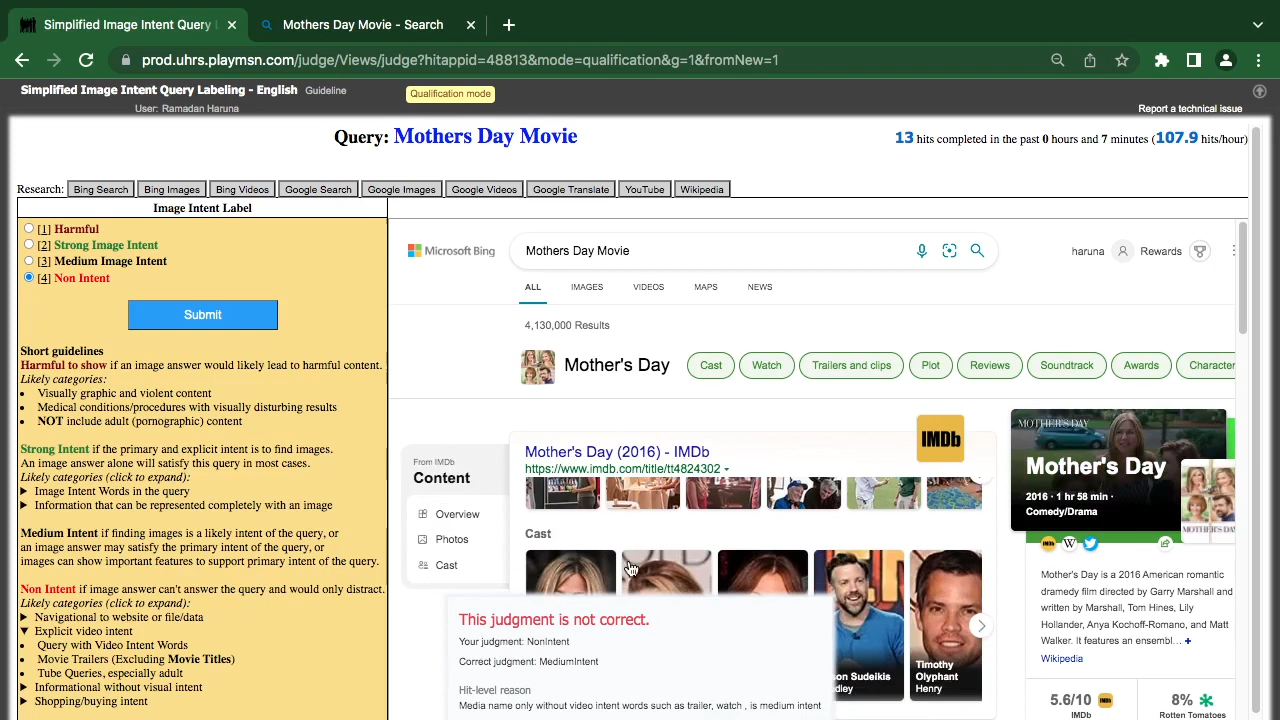 Simplified Image Intent Query L
Mothers Day Movie - Search
prod.uhrs.playmsn.com/judge/Views/judge?hitappid=48813&mode=qualification&g=1&fromNew=1
Simplified Image Intent Query Labeling - English Guideline
Qualification mode
User: Ramadan Haruna
Report a technical issue
Query: Mothers Day Movie
13 hits completed in the past 0 hours and 7 minutes (107.9 hits/hour)
Research: Bing Search Bing Images Bing Videos Google Search Google Images Google Videos Google Translate YouTube Wikipedia
Image Intent Label
[1] Harmful
[2] Strong Image Intent
[3] Medium Image Intent
[4] Non Intent
Submit
Short guidelines
Harmful to show if an image answer would likely lead to harmful content.
Likely categories:
• Visually graphic and violent content
• Medical conditions/procedures with visually disturbing results
• NOT include adult (pornographic) content
Strong Intent if the primary and explicit intent is to find images.
An image answer alone will satisfy this query in most cases.
Likely categories (click to expand):
Image Intent Words in the query
Information that can be represented completely with an image
Medium Intent if finding images is a likely intent of the query, or
an image answer may satisfy the primary intent of the query, or
images can show important features to support primary intent of the query.
Non Intent if image answer can't answer the query and would only distract.
Likely categories (click to expand):
Navigational to website or file/data
Explicit video intent
• Query with Video Intent Words
• Movie Trailers (Excluding Movie Titles)
• Tube Queries, especially adult
Informational without visual intent
Shopping/buying intent
Microsoft Bing
Mothers Day Movie
haruna
Rewards
ALL IMAGES VIDEOS MAPS NEWS
4,130,000 Results
Mother's Day
Cast Watch Trailers and clips Plot Reviews Soundtrack Awards Character
From IMDb
Content
Overview
Photos
Cast
Mother's Day (2016) - IMDb
https://www.imdb.com/title/tt4824302
IMDb
Cast
son Sudeikis
dley
Timothy
Olyphant
Henry
This judgment is not correct.
Your judgment: NonIntent
Correct judgment: MediumIntent
Hit-level reason
Media name only without video intent words such as trailer, watch , is medium intent
MOTHER'S DAY
Mother's Day
2016 · 1 hr 58 min ·
Comedy/Drama
Mother's Day is a 2016 American romantic
dramedy film directed by Garry Marshall and
written by Marshall, Tom Hines, Lily
Hollander, Anya Kochoff-Romano, and Matt
Walker. It features an ensembl… +
Wikipedia
5.6/10
IMDb
8%
Rotten Tomatoes